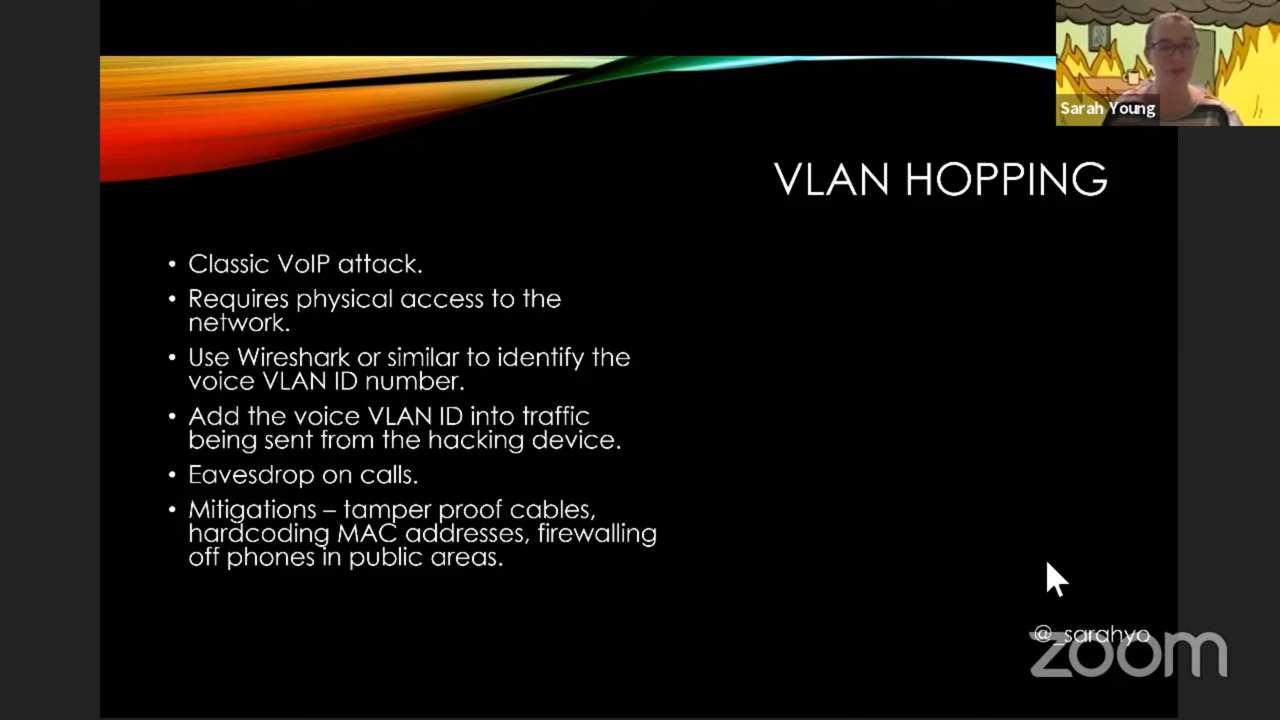 Sarah Young
VLAN HOPPING
• Classic VoIP attack.
• Requires physical access to the
network.
• Use Wireshark or similar to identify the
voice VLAN ID number.
• Add the voice VLAN ID into traffic
being sent from the hacking device.
• Eavesdrop on calls.
• Mitigations – tamper proof cables,
hardcoding MAC addresses, firewalling
off phones in public areas.
@_sarahyo
zoom